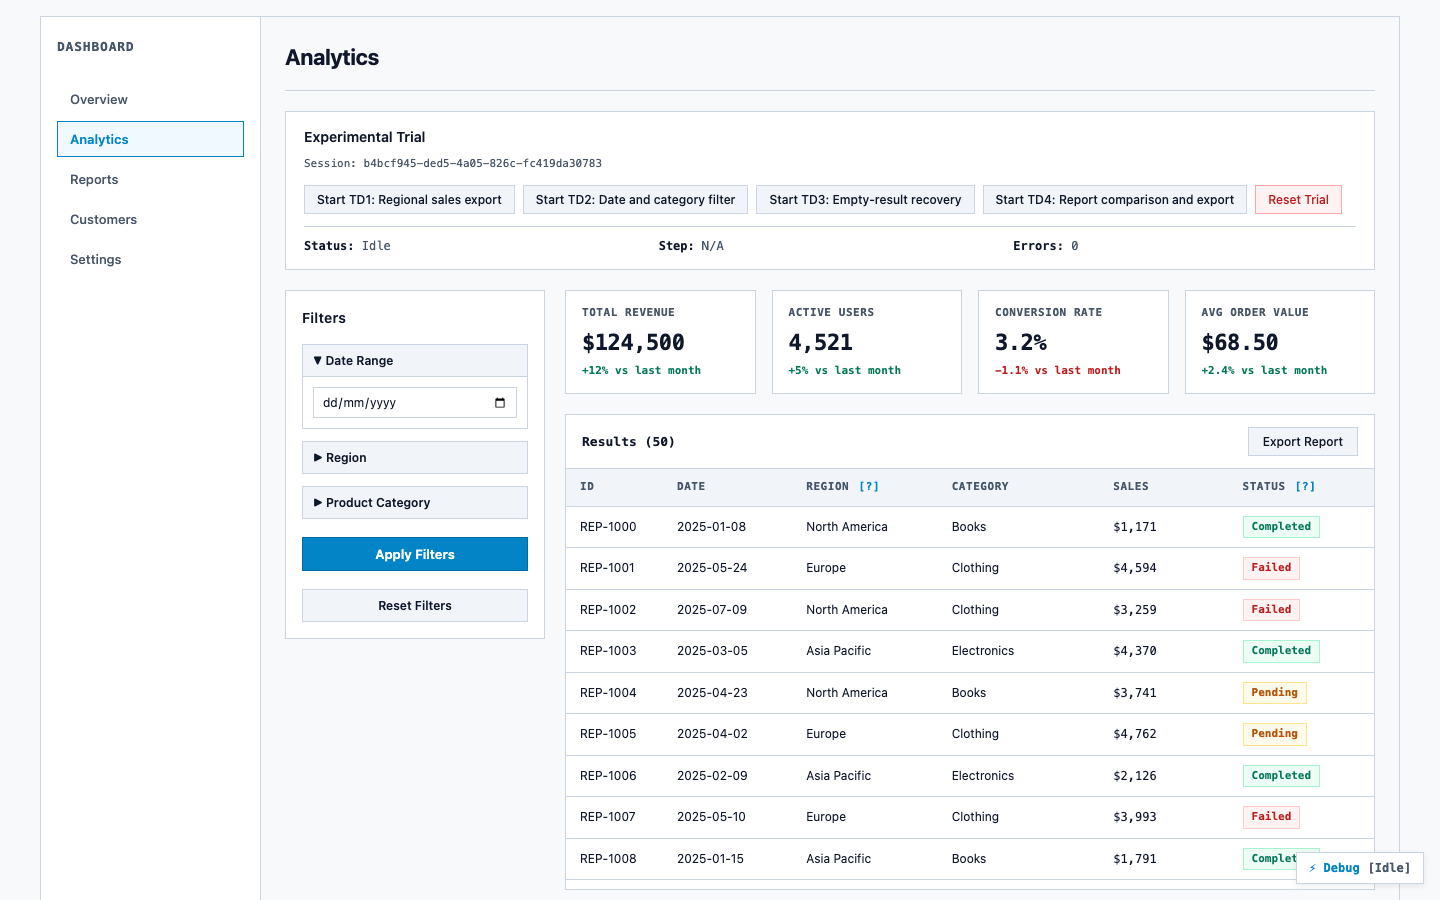 DASHBOARD
Overview
Analytics
Reports
Customers
Settings
Analytics
Experimental Trial
Session: b4bcf945-ded5-4a05-826c-fc419da30783
Start TD1: Regional sales export
Start TD2: Date and category filter
Start TD3: Empty-result recovery
Start TD4: Report comparison and export
Reset Trial
Status: Idle
Step: N/A
Errors: 0
Filters
▼ Date Range
dd/mm/yyyy
▶ Region
▶ Product Category
Apply Filters
Reset Filters
TOTAL REVENUE
$124,500
+12% vs last month
ACTIVE USERS
4,521
+5% vs last month
CONVERSION RATE
3.2%
-1.1% vs last month
AVG ORDER VALUE
$68.50
+2.4% vs last month
Results (50)
Export Report
ID DATE REGION [?] CATEGORY SALES STATUS [?]
REP-1000 2025-01-08 North America Books $1,171 Completed
REP-1001 2025-05-24 Europe Clothing $4,594 Failed
REP-1002 2025-07-09 North America Clothing $3,259 Failed
REP-1003 2025-03-05 Asia Pacific Electronics $4,370 Completed
REP-1004 2025-04-23 North America Books $3,741 Pending
REP-1005 2025-04-02 Europe Clothing $4,762 Pending
REP-1006 2025-02-09 Asia Pacific Electronics $2,126 Completed
REP-1007 2025-05-10 Europe Clothing $3,993 Failed
REP-1008 2025-01-15 Asia Pacific Books $1,791 Complet
⚡ Debug [Idle]